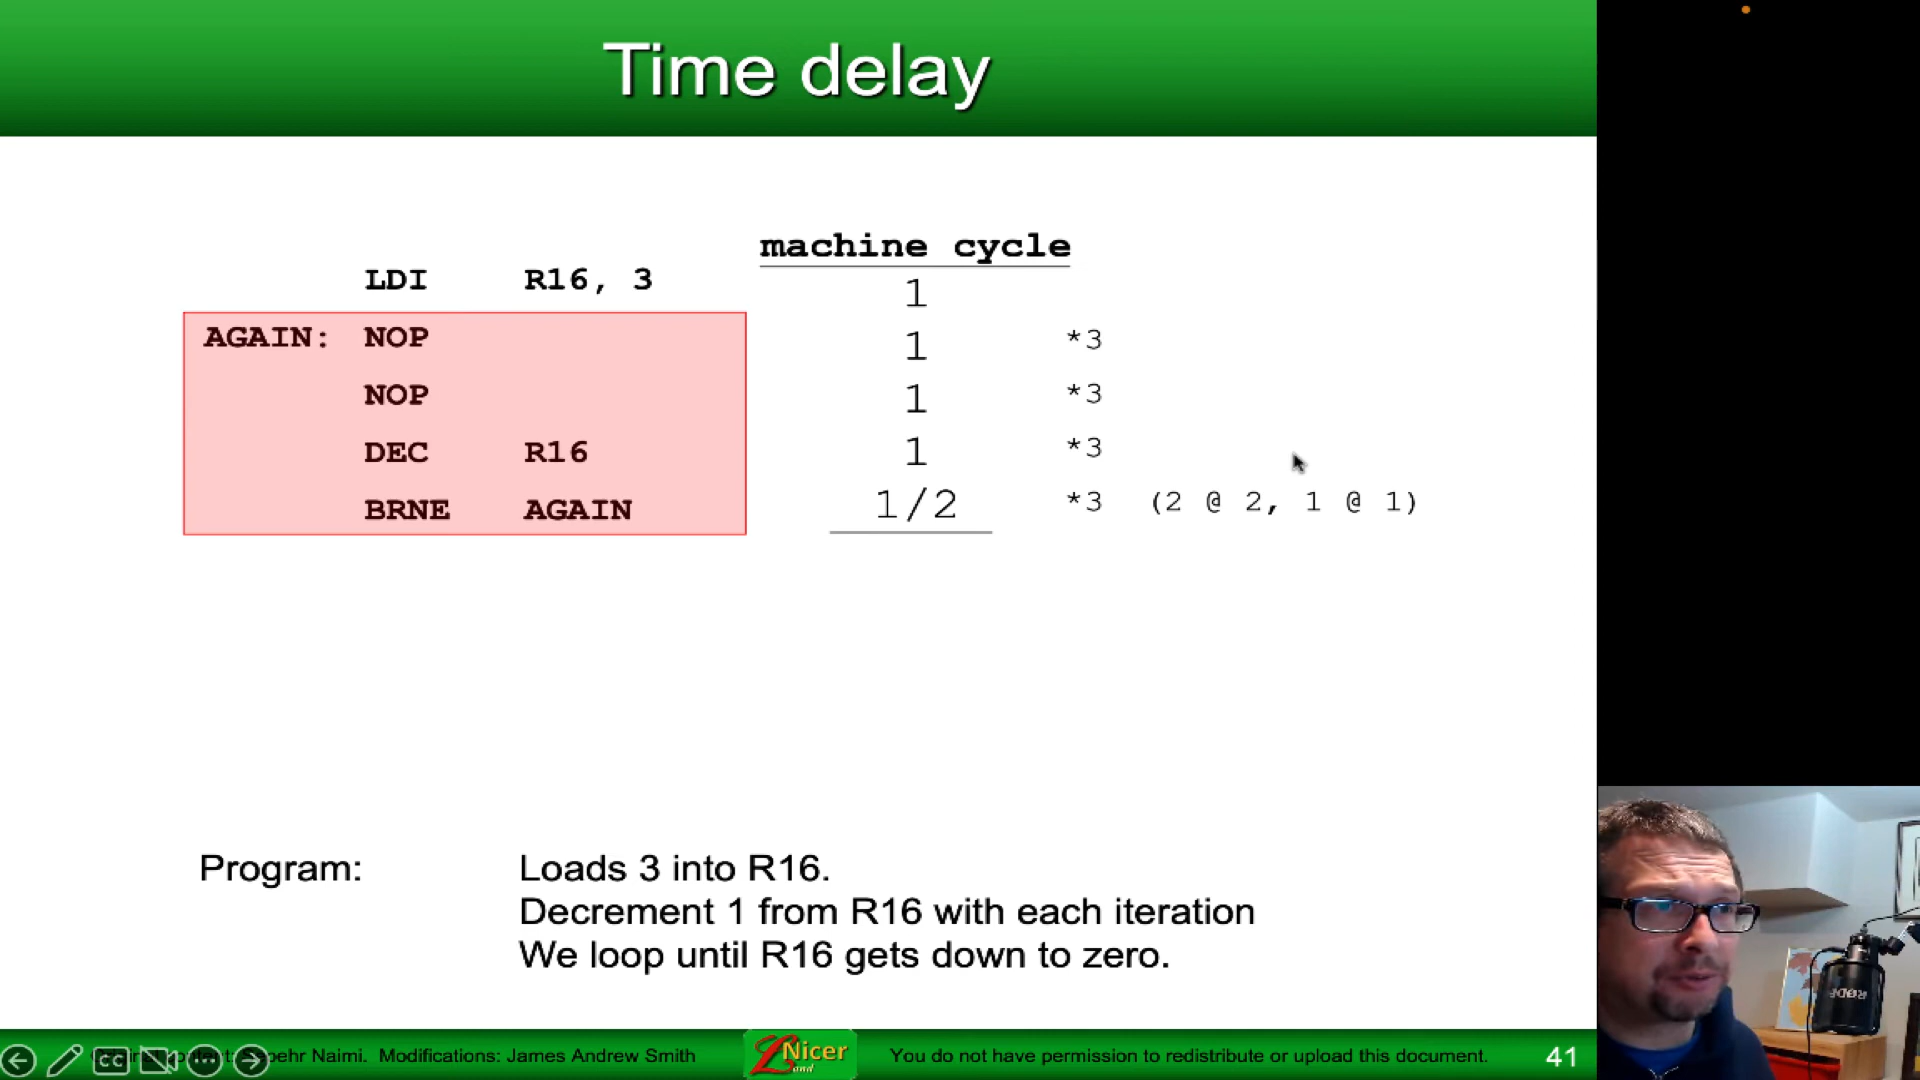 Time delay
machine cycle
LDI R16, 3 1
AGAIN: NOP 1 *3
NOP 1 *3
DEC R16 1 *3
BRNE AGAIN 1/2 *3 (2 @ 2, 1 @ 1)
Program: Loads 3 into R16.
Decrement 1 from R16 with each iteration
We loop until R16 gets down to zero.
Naimi. Modifications: James Andrew Smith
Nicer
Land
You do not have permission to redistribute or upload this document.
41
CC
RODE